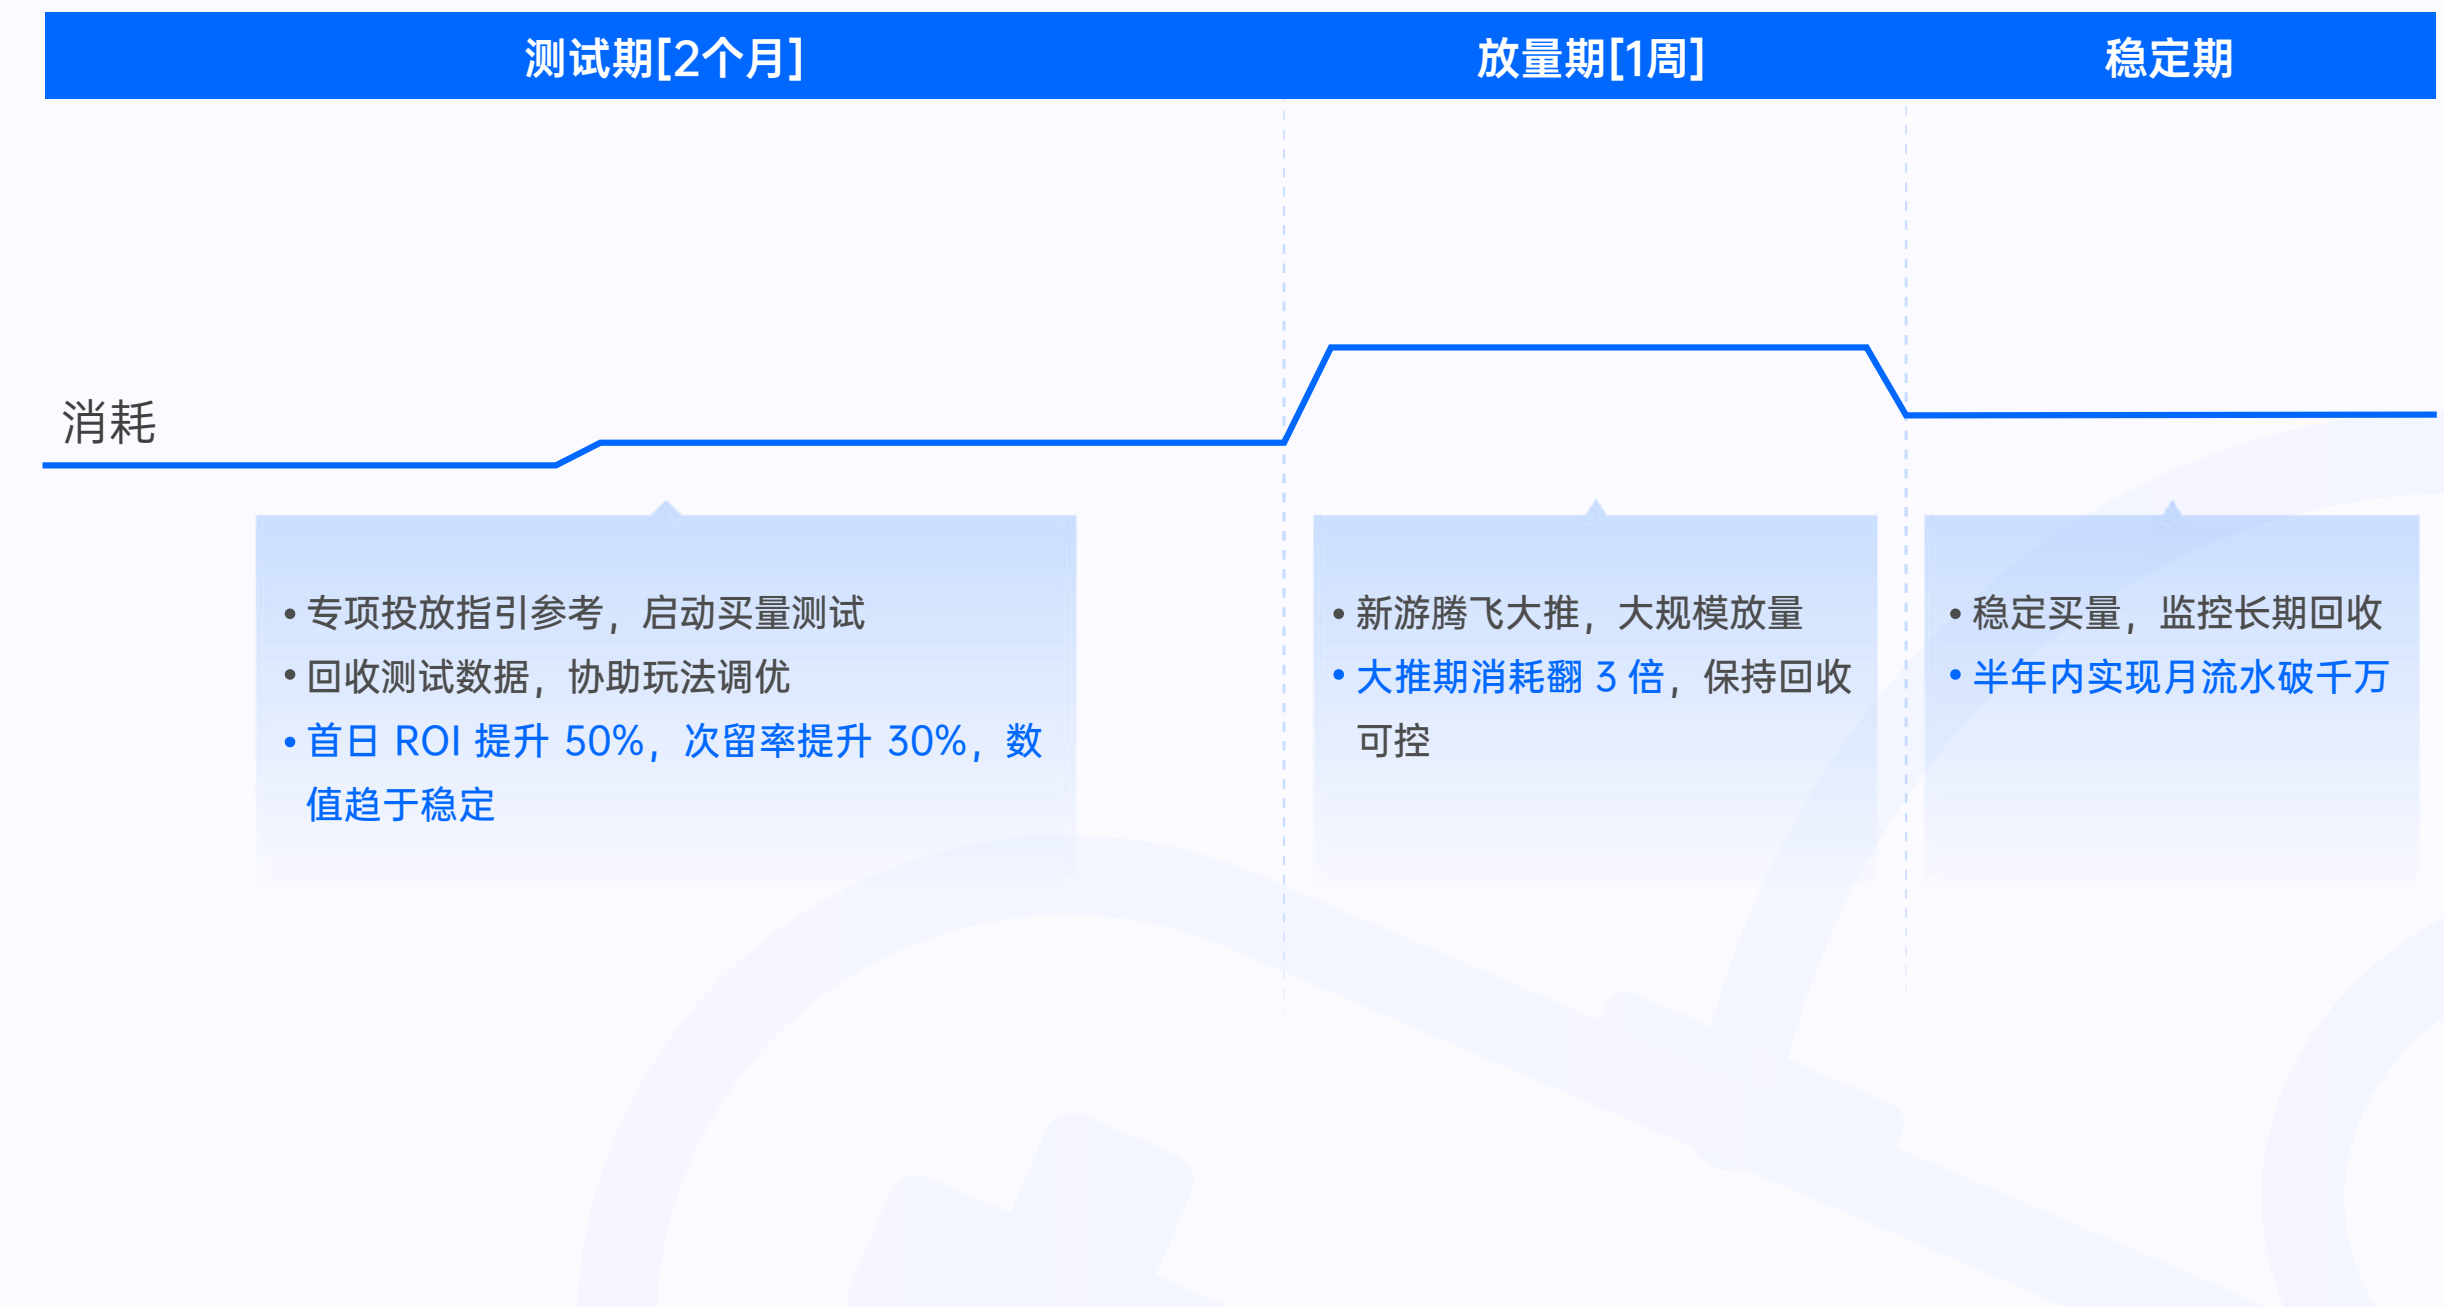 测试期[2个月]
放量期[1周]
稳定期
消耗
• 专项投放指引参考，启动买量测试
• 回收测试数据，协助玩法调优
• 首日 ROI 提升 50%，次留率提升 30%，数
值趋于稳定
• 新游腾飞大推，大规模放量
• 大推期消耗翻 3 倍，保持回收
可控
• 稳定买量，监控长期回收
• 半年内实现月流水破千万